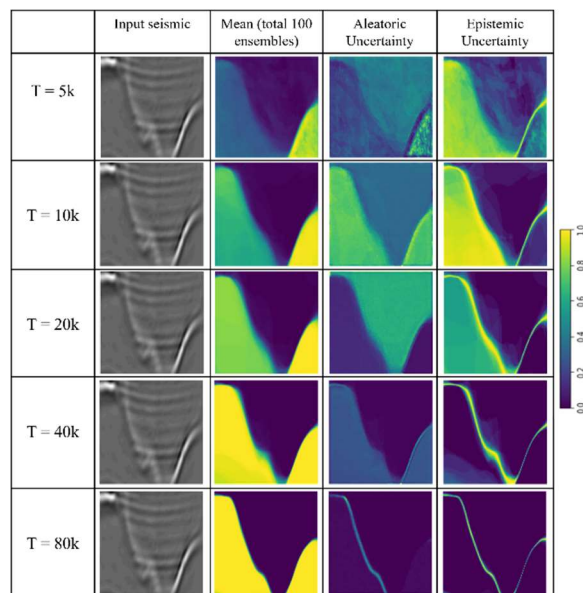 Input seismic
Mean (total 100
ensembles)
Aleatoric
Uncertainty
Epistemic
Uncertainty
T = 5k
T = 10k
T = 20k
T = 40k
T = 80k
1.0
0.8
0.6
0.4
0.2
0.0